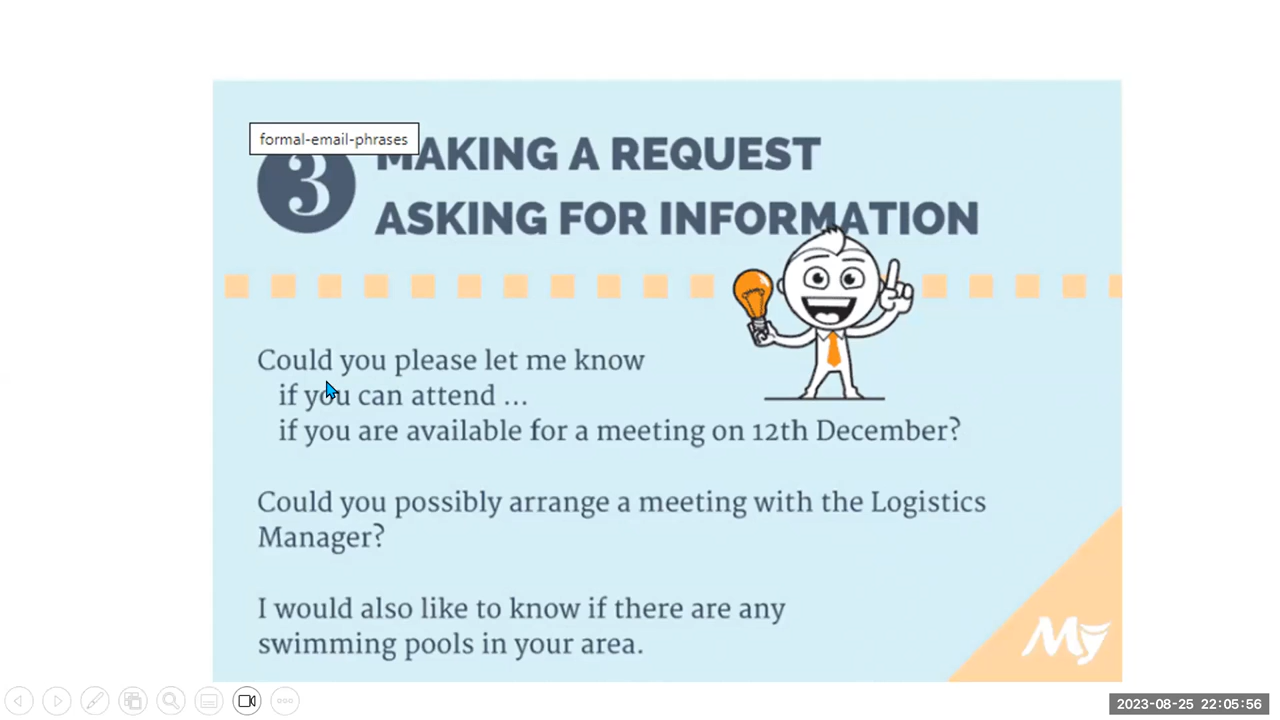 formal-email-phrases
3
MAKING A REQUEST
ASKING FOR INFORMATION
Could you please let me know
if you can attend ...
if you are available for a meeting on 12th December?
Could you possibly arrange a meeting with the Logistics
Manager?
I would also like to know if there are any
swimming pools in your area.
My
2023-08-25 22:05:56